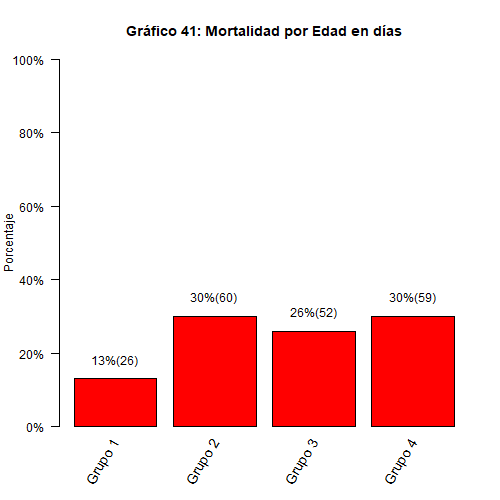 Gráfico 41: Mortalidad por Edad en días
Porcentaje
100%
80%
60%
40%
20%
0%
13%(26)
30%(60)
26%(52)
30%(59)
Grupo 1
Grupo 2
Grupo 3
Grupo 4